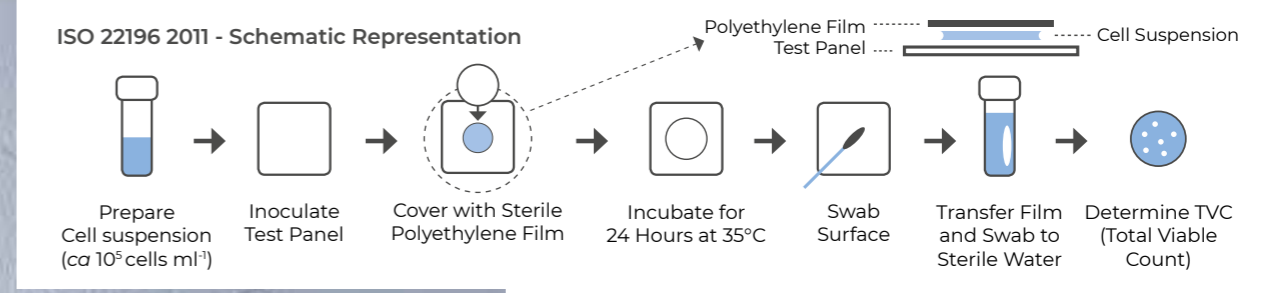 ISO 22196 2011 - Schematic Representation
Polyethylene Film
Test Panel
Cell Suspension
Prepare
Cell suspension
(ca 10⁵ cells ml⁻¹)
Inoculate
Test Panel
Cover with Sterile
Polyethylene Film
Incubate for
24 Hours at 35°C
Swab
Surface
Transfer Film
and Swab to
Sterile Water
Determine TVC
(Total Viable
Count)